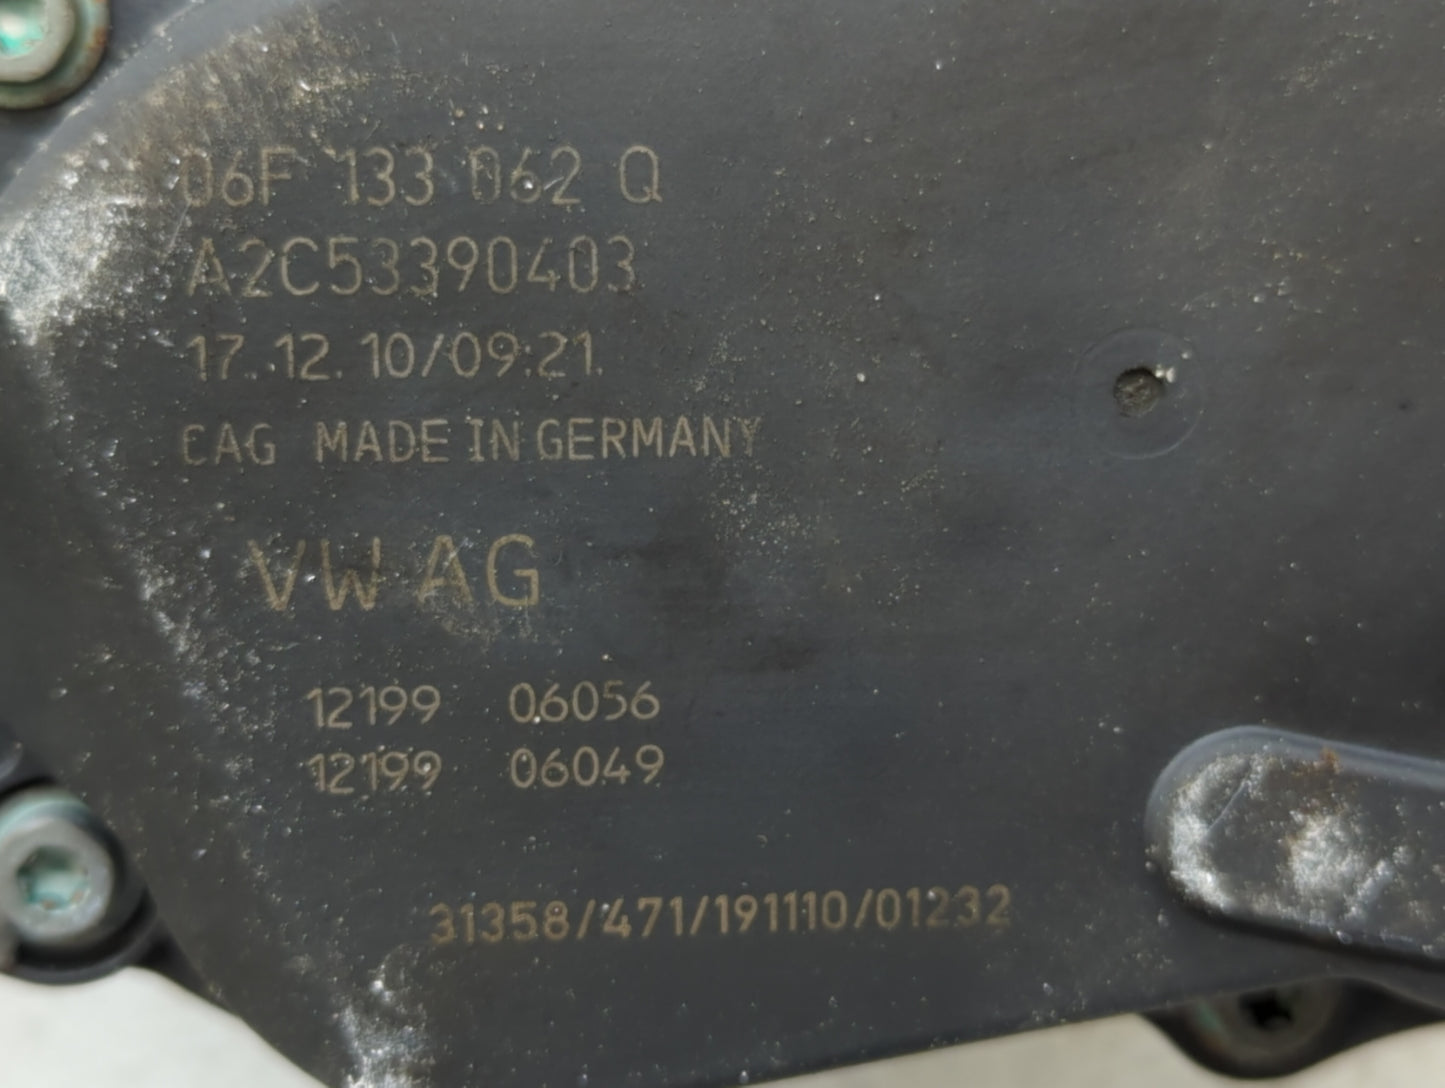 06F 133 062 Q
A2C53390403
17.12.10/09:21
CAG MADE IN GERMANY
VW AG
12199 06056
12199 06049
31358/471/191110/01232